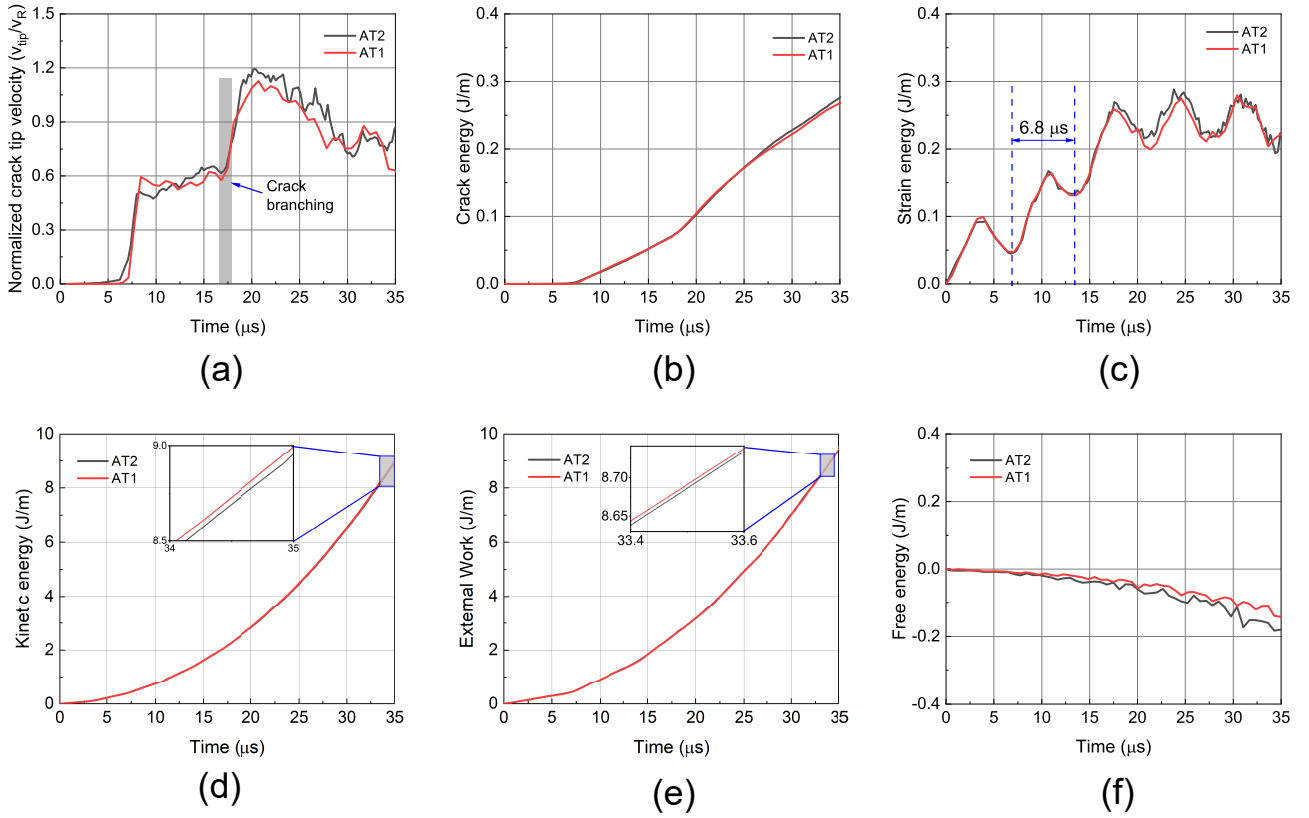 Normalized crack tip velocity (v_tip/v_R)
1.5
1.2
0.9
0.6
0.3
0.0
AT2
AT1
Crack
branching
0 5 10 15 20 25 30 35
Time (μs)
(a)
Crack energy (J/m)
0.4
0.3
0.2
0.1
0.0
AT2
AT1
0 5 10 15 20 25 30 35
Time (μs)
(b)
Strain energy (J/m)
0.4
0.3
0.2
0.1
0.0
AT2
AT1
6.8 μs
0 5 10 15 20 25 30 35
Time (μs)
(c)
Kinet c energy (J/m)
10
8
6
4
2
0
AT2
AT1
9.0
8.5
34 35
0 5 10 15 20 25 30 35
Time (μs)
(d)
External Work (J/m)
10
8
6
4
2
0
AT2
AT1
8.70
8.65
33.4 33.6
0 5 10 15 20 25 30 35
Time (μs)
(e)
Free energy (J/m)
0.4
0.2
0.0
-0.2
-0.4
AT2
AT1
0 5 10 15 20 25 30 35
Time (μs)
(f)